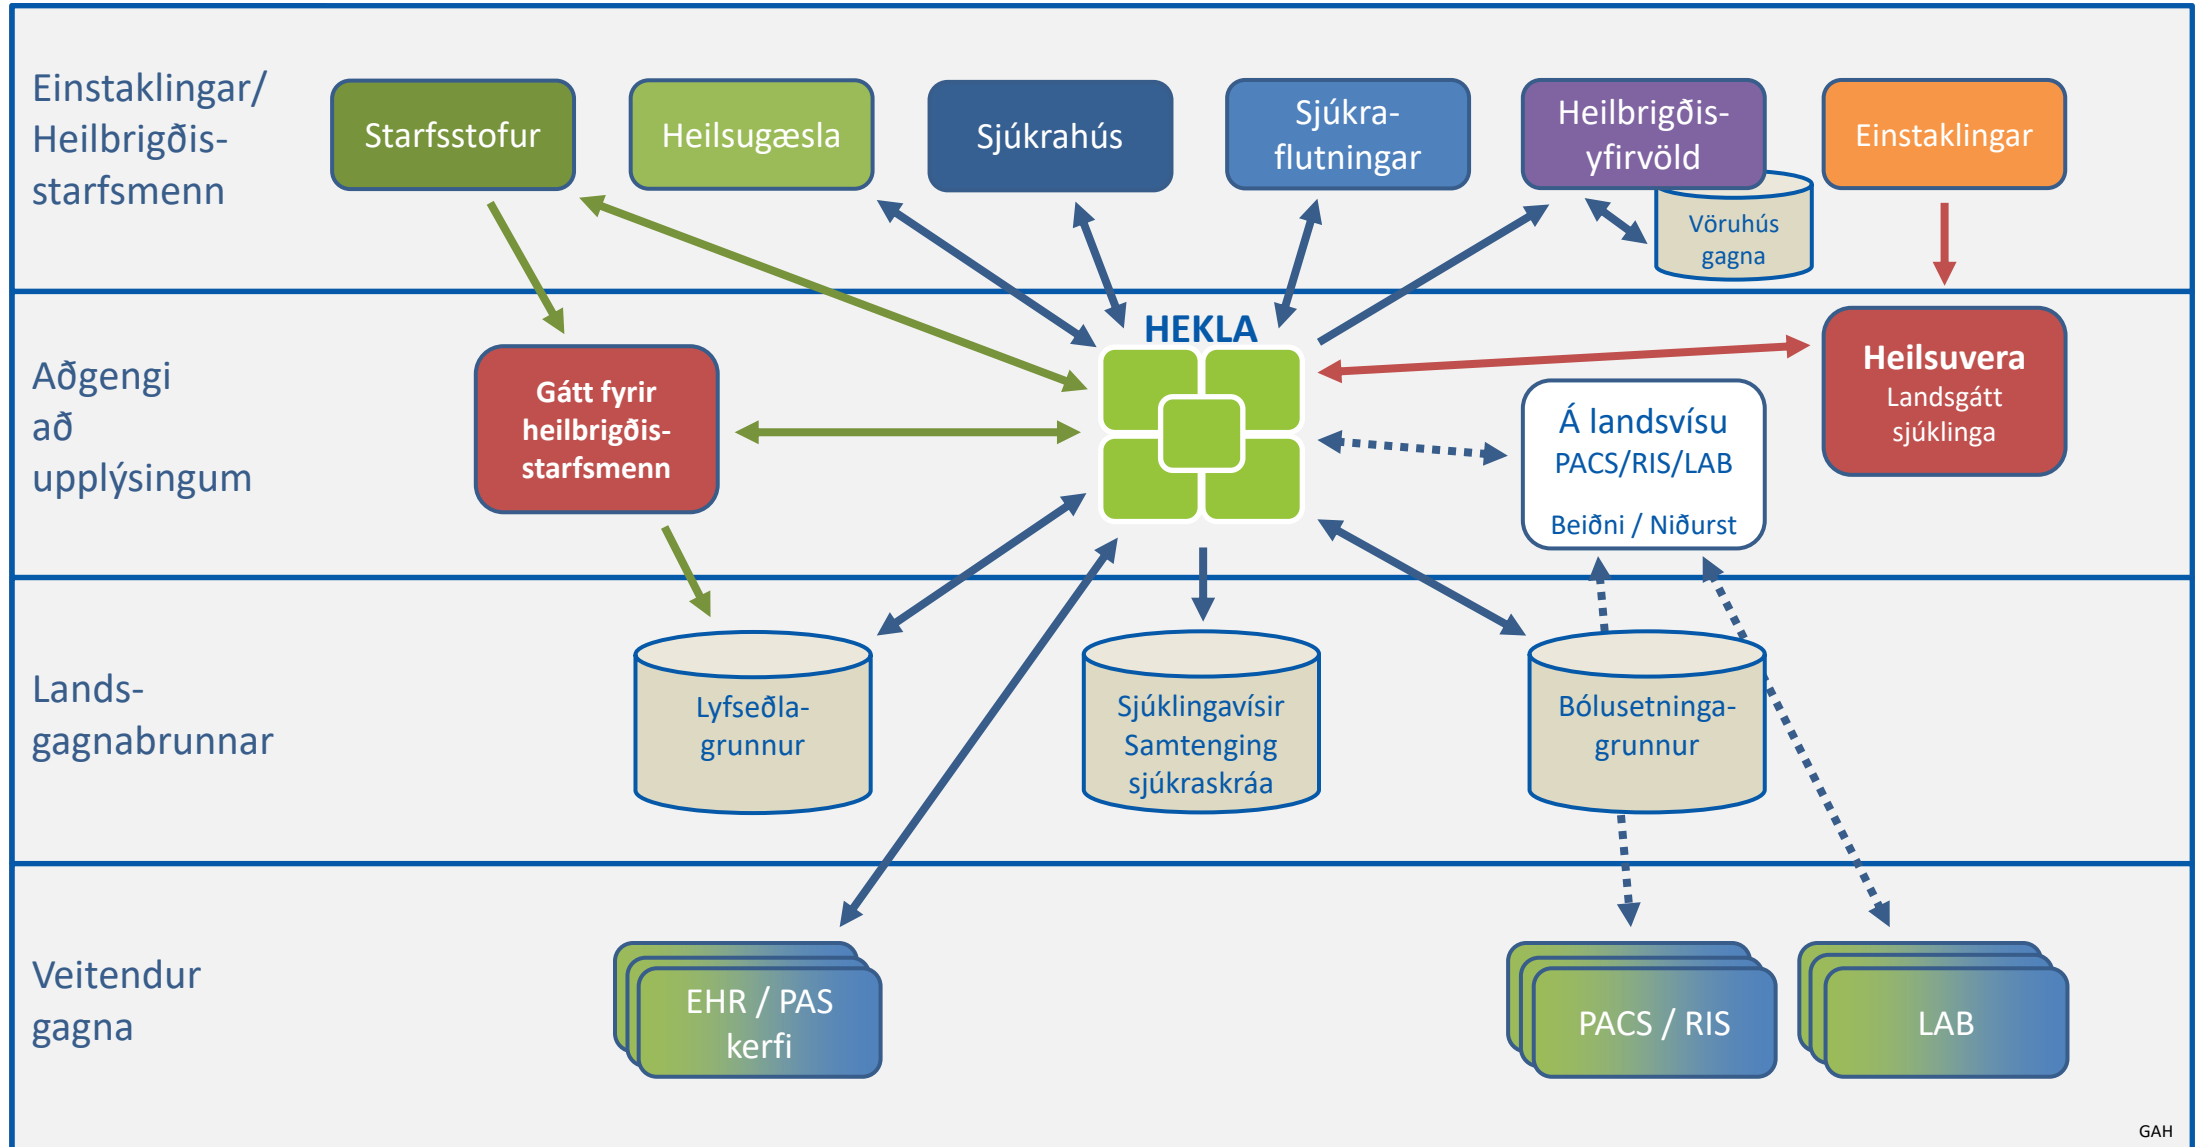 Einstaklingar/
Heilbrigðis-
starfsmenn
Starfsstofur
Heilsugæsla
Sjúkrahús
Sjúkra-
flutningar
Heilbrigðis-
yfirvöld
Einstaklingar
Vöruhús
gagna
Aðgengi
að
upplýsingum
Gátt fyrir
heilbrigðis-
starfsmenn
HEKLA
Á landsvísu
PACS/RIS/LAB
Beiðni / Niðurst
Heilsuvera
Landsgátt
sjúklinga
Lands-
gagnabrunnar
Lyfseðla-
grunnur
Sjúklingavísir
Samtenging
sjúkraskráa
Bólusetninga-
grunnur
Veitendur
gagna
EHR / PAS
kerfi
PACS / RIS
LAB
GAH